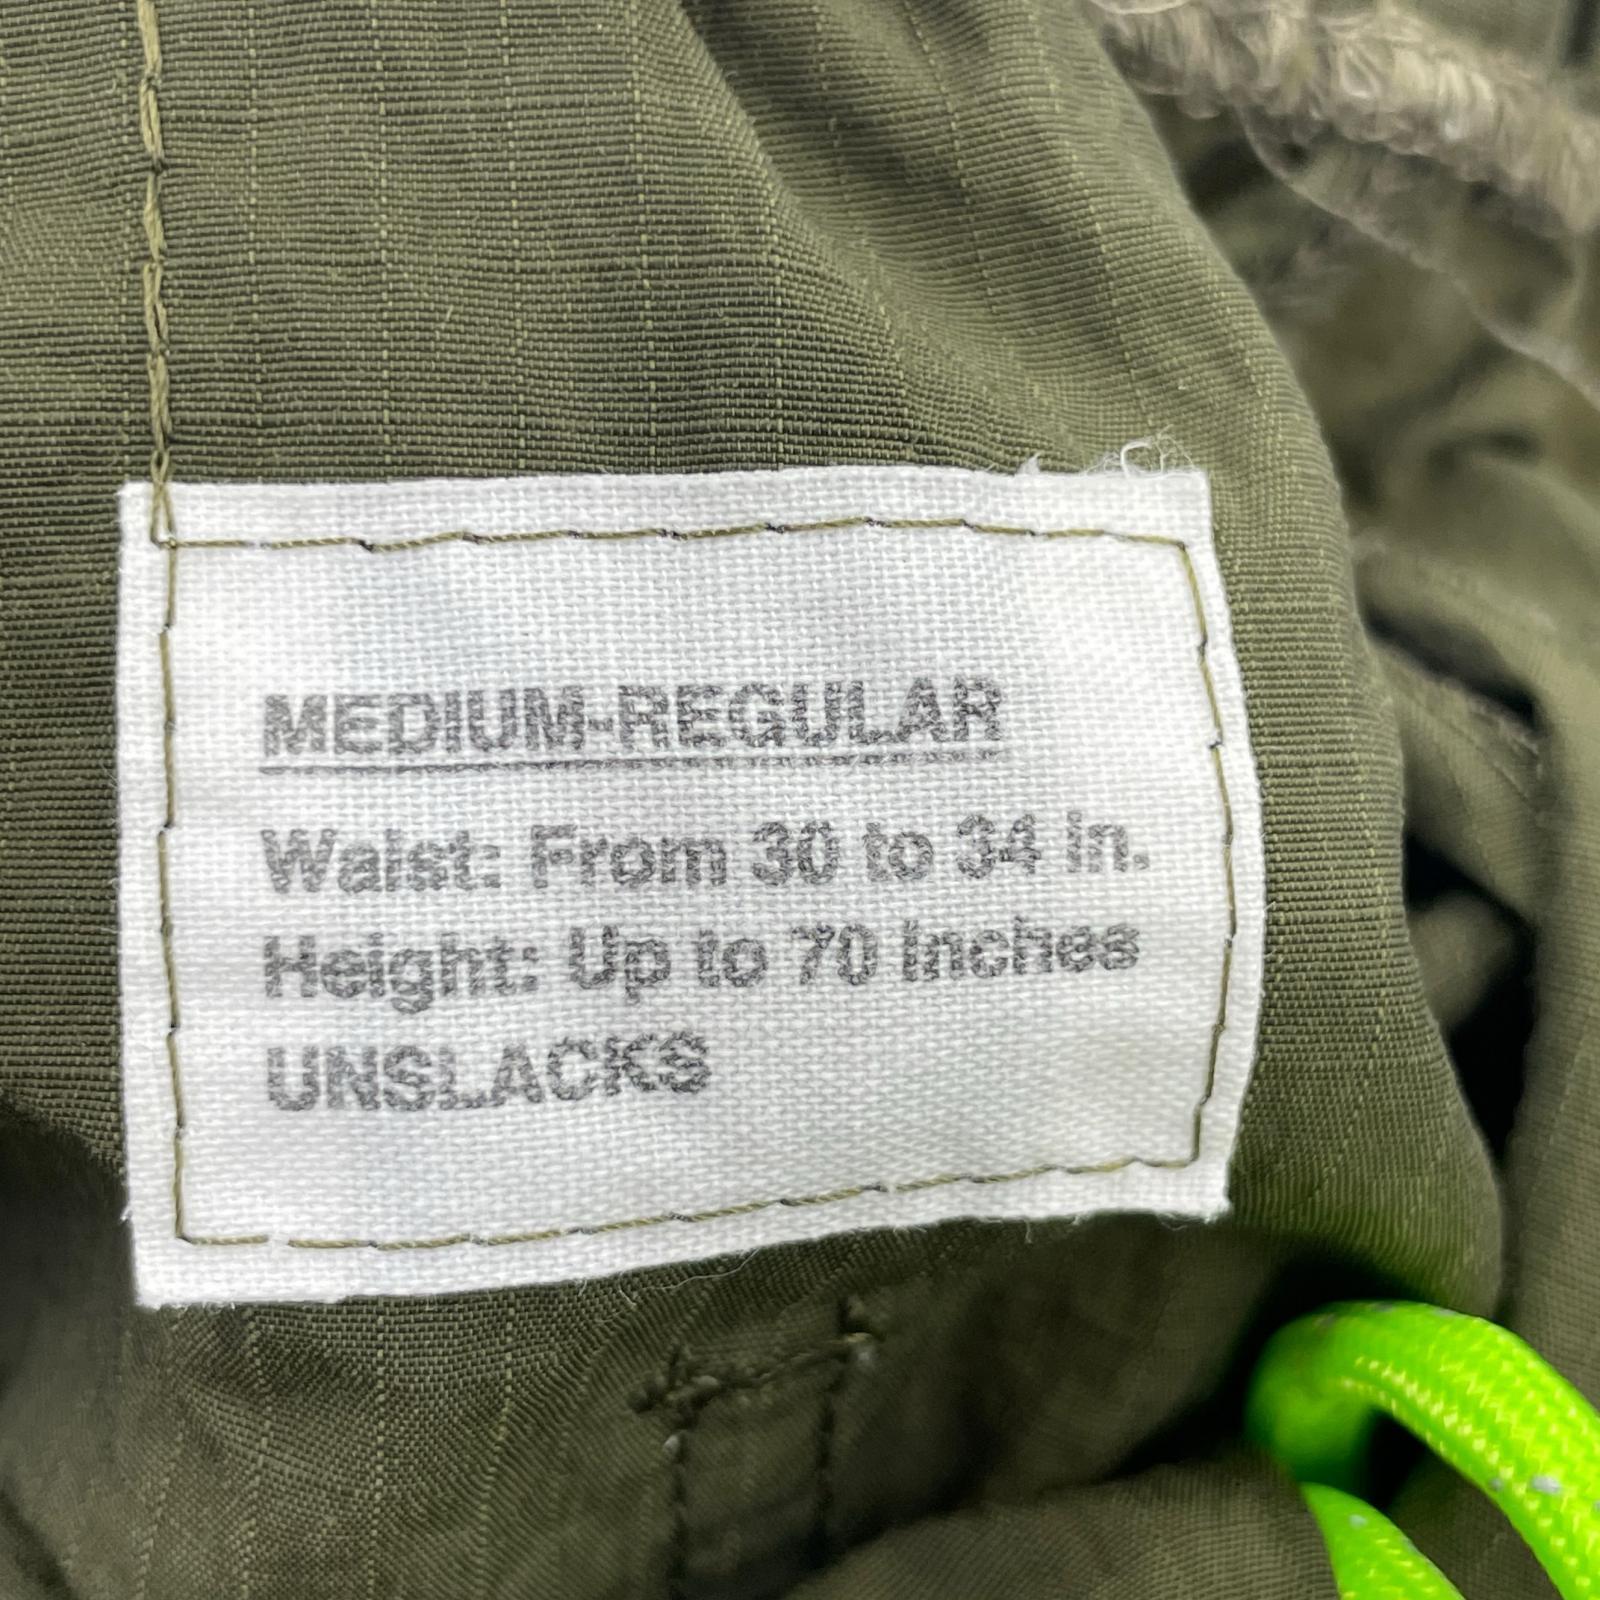 MEDIUM-REGULAR
Waist: From 30 to 34 in.
Height: Up to 70 Inches
UNSLACKS